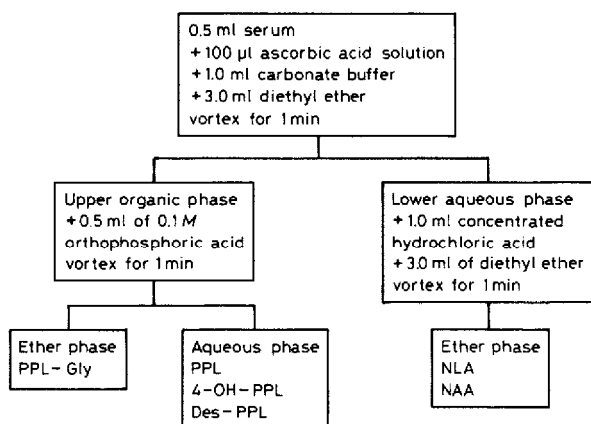 0.5 ml serum
+100 µl ascorbic acid solution
+1.0 ml carbonate buffer
+3.0 ml diethyl ether
vortex for 1 min
Upper organic phase
+0.5 ml of 0.1 M
orthophosphoric acid
vortex for 1 min
Lower aqueous phase
+1.0 ml concentrated
hydrochloric acid
+3.0 ml of diethyl ether
vortex for 1 min
Ether phase
PPL-Gly
Aqueous phase
PPL
4-OH-PPL
Des-PPL
Ether phase
NLA
NAA